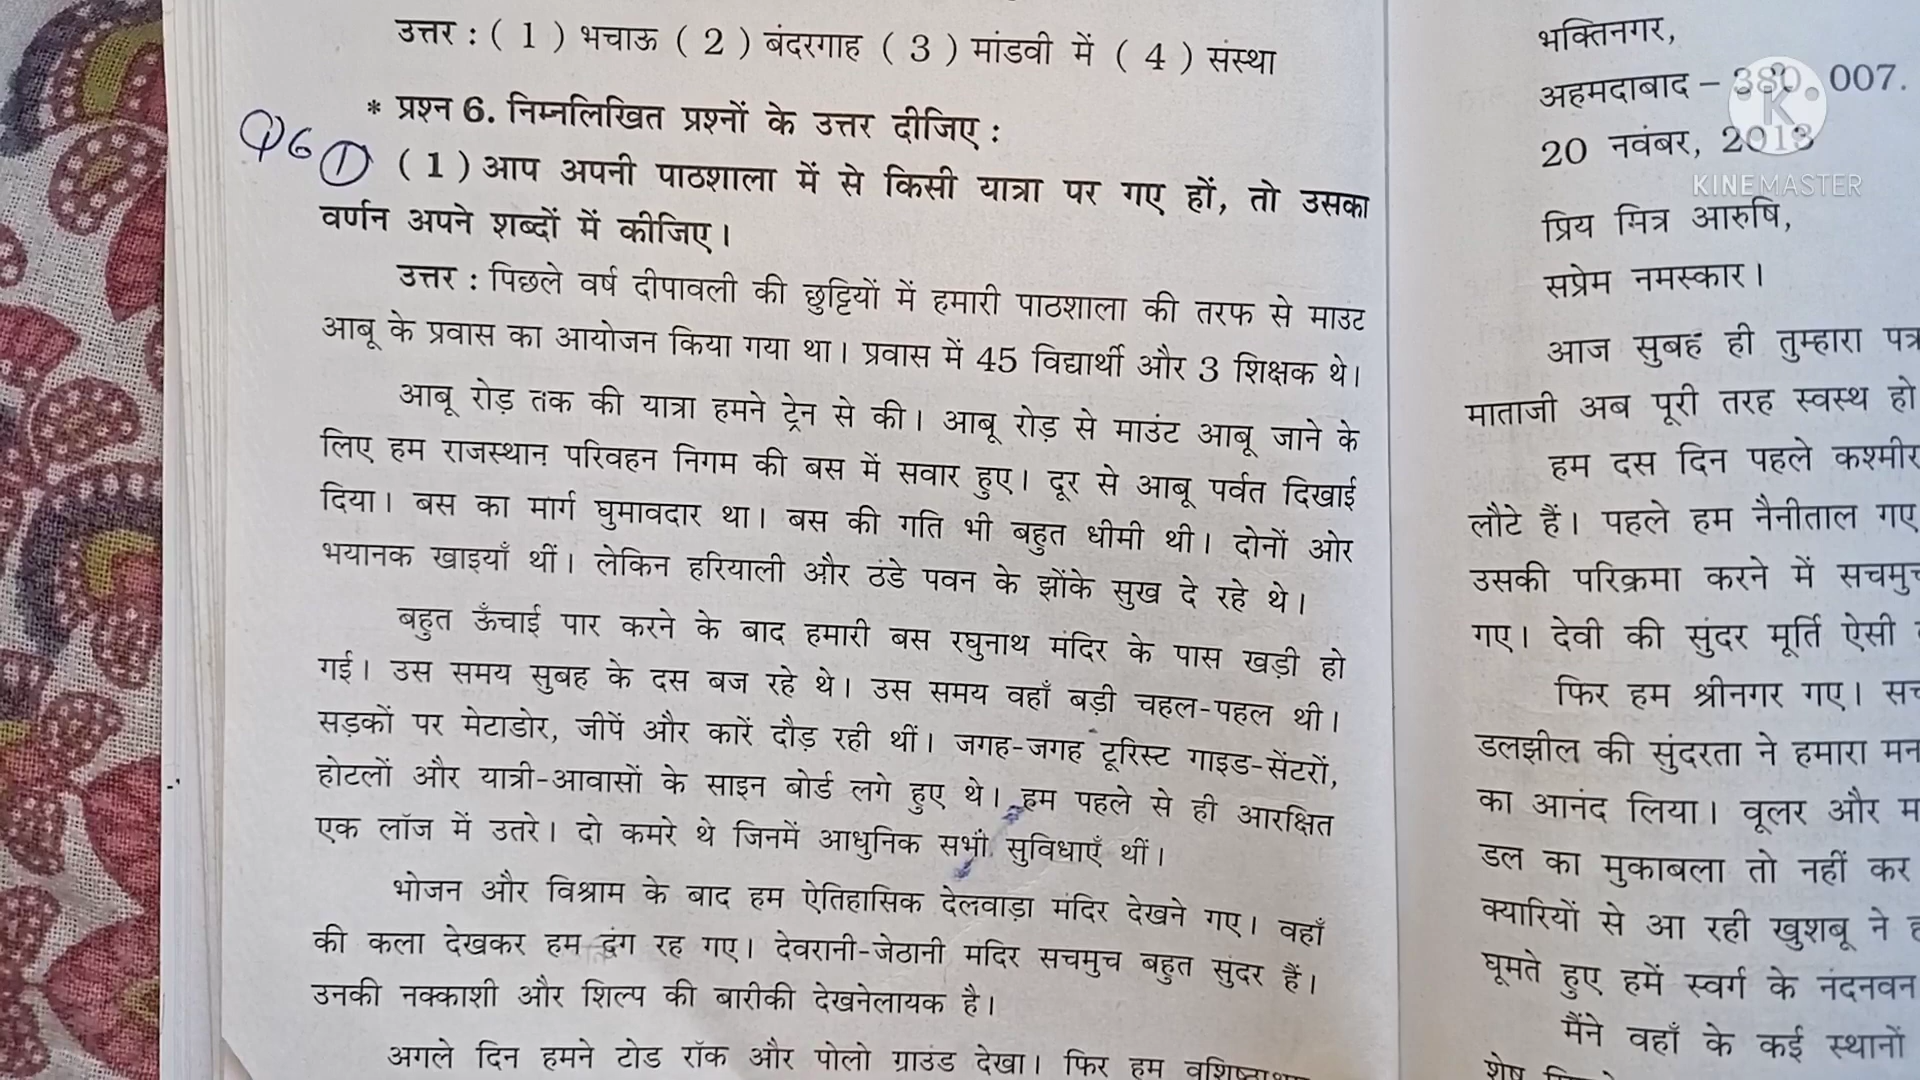 उत्तर : ( 1 ) भचाऊ ( 2 ) बंदरगाह ( 3 ) मांडवी में ( 4 ) संस्था
* प्रश्न 6. निम्नलिखित प्रश्नों के उत्तर दीजिए :
Q6 1 ( 1 ) आप अपनी पाठशाला में से किसी यात्रा पर गए हों, तो उसका
वर्णन अपने शब्दों में कीजिए।
उत्तर : पिछले वर्ष दीपावली की छुट्टियों में हमारी पाठशाला की तरफ से माउंट
आबू के प्रवास का आयोजन किया गया था। प्रवास में 45 विद्यार्थी और 3 शिक्षक थे।
आबू रोड़ तक की यात्रा हमने ट्रेन से की। आबू रोड़ से माउंट आबू जाने के
लिए हम राजस्थान परिवहन निगम की बस में सवार हुए। दूर से आबू पर्वत दिखाई
दिया। बस का मार्ग घुमावदार था। बस की गति भी बहुत धीमी थी। दोनों ओर
भयानक खाइयाँ थीं। लेकिन हरियाली और ठंडे पवन के झोंके सुख दे रहे थे।
बहुत ऊँचाई पार करने के बाद हमारी बस रघुनाथ मंदिर के पास खड़ी हो
गई। उस समय सुबह के दस बज रहे थे। उस समय वहाँ बड़ी चहल-पहल थी।
सड़कों पर मेटाडोर, जीपें और कारें दौड़ रही थीं। जगह-जगह टूरिस्ट गाइड-सेंटरों,
होटलों और यात्री-आवासों के साइन बोर्ड लगे हुए थे। हम पहले से ही आरक्षित
एक लॉज में उतरे। दो कमरे थे जिनमें आधुनिक सभी सुविधाएँ थीं।
भोजन और विश्राम के बाद हम ऐतिहासिक देलवाड़ा मंदिर देखने गए। वहाँ
की कला देखकर हम दंग रह गए। देवरानी-जेठानी मंदिर सचमुच बहुत सुंदर हैं।
उनकी नक्काशी और शिल्प की बारीकी देखनेलायक है।
अगले दिन हमने टोड रॉक और पोलो ग्राउंड देखा। फिर हम
भक्तिनगर,
अहमदाबाद – 380 007.
20 नवंबर, 2013
K
KINEMASTER
प्रिय मित्र आरुषि,
सप्रेम नमस्कार।
आज सुबह ही तुम्हारा पत्र
माताजी अब पूरी तरह स्वस्थ हो
हम दस दिन पहले कश्मीर
लौटे हैं। पहले हम नैनीताल गए
उसकी परिक्रमा करने में
गए। देवी की सुंदर मूर्ति ऐसी
फिर हम श्रीनगर गए।
डलझील की सुंदरता ने हमारा मन
का आनंद लिया। वूलर और
डल का मुकाबला तो नहीं कर
क्यारियों से आ रही खुशबू ने
घूमते हुए हमें स्वर्ग के नंदनवन
मैंने वहाँ के कई स्थानों